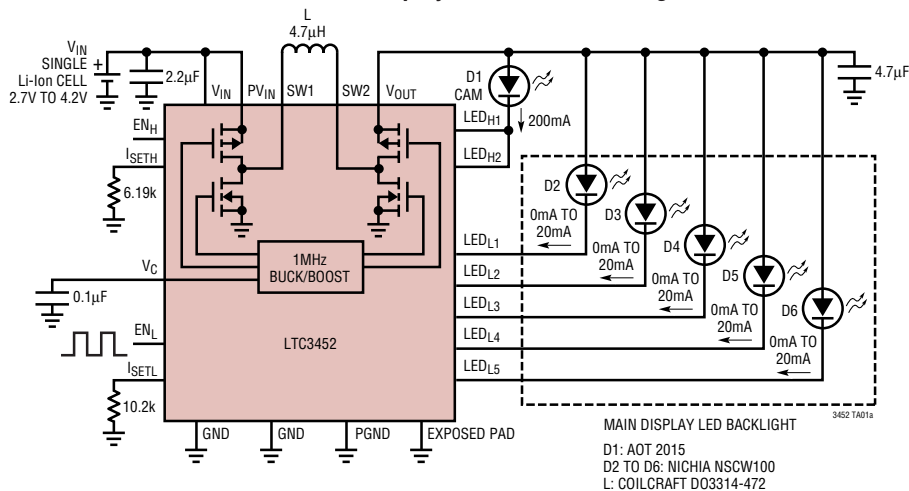 L
4.7µH
VIN
SINGLE
Li-Ion CELL
2.7V TO 4.2V
+
2.2µF
VIN
PVIN
SW1
SW2
VOUT
D1
CAM
4.7µF
ENH
LEDH1
200mA
ISETH
LEDH2
6.19k
D2
D3
0mA TO
20mA
D4
LEDL1
0mA TO
20mA
1MHz
BUCK/BOOST
D5
VC
LEDL2
0mA TO
20mA
0.1µF
LEDL3
D6
0mA TO
20mA
ENL
LTC3452
LEDL4
0mA TO
20mA
ISETL
LEDL5
10.2k
3452 TA01a
GND
GND
PGND
EXPOSED PAD
MAIN DISPLAY LED BACKLIGHT
D1: AOT 2015
D2 TO D6: NICHIA NSCW100
L: COILCRAFT DO3314-472